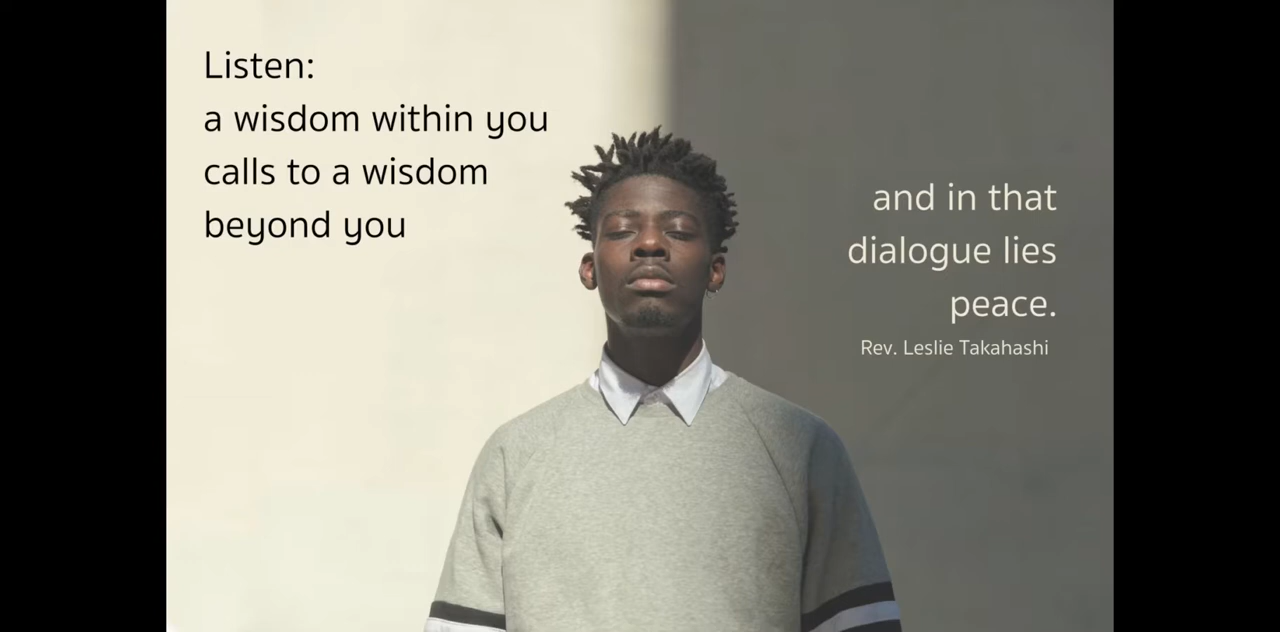 Listen:
a wisdom within you
calls to a wisdom
beyond you
and in that
dialogue lies
peace.
Rev. Leslie Takahashi